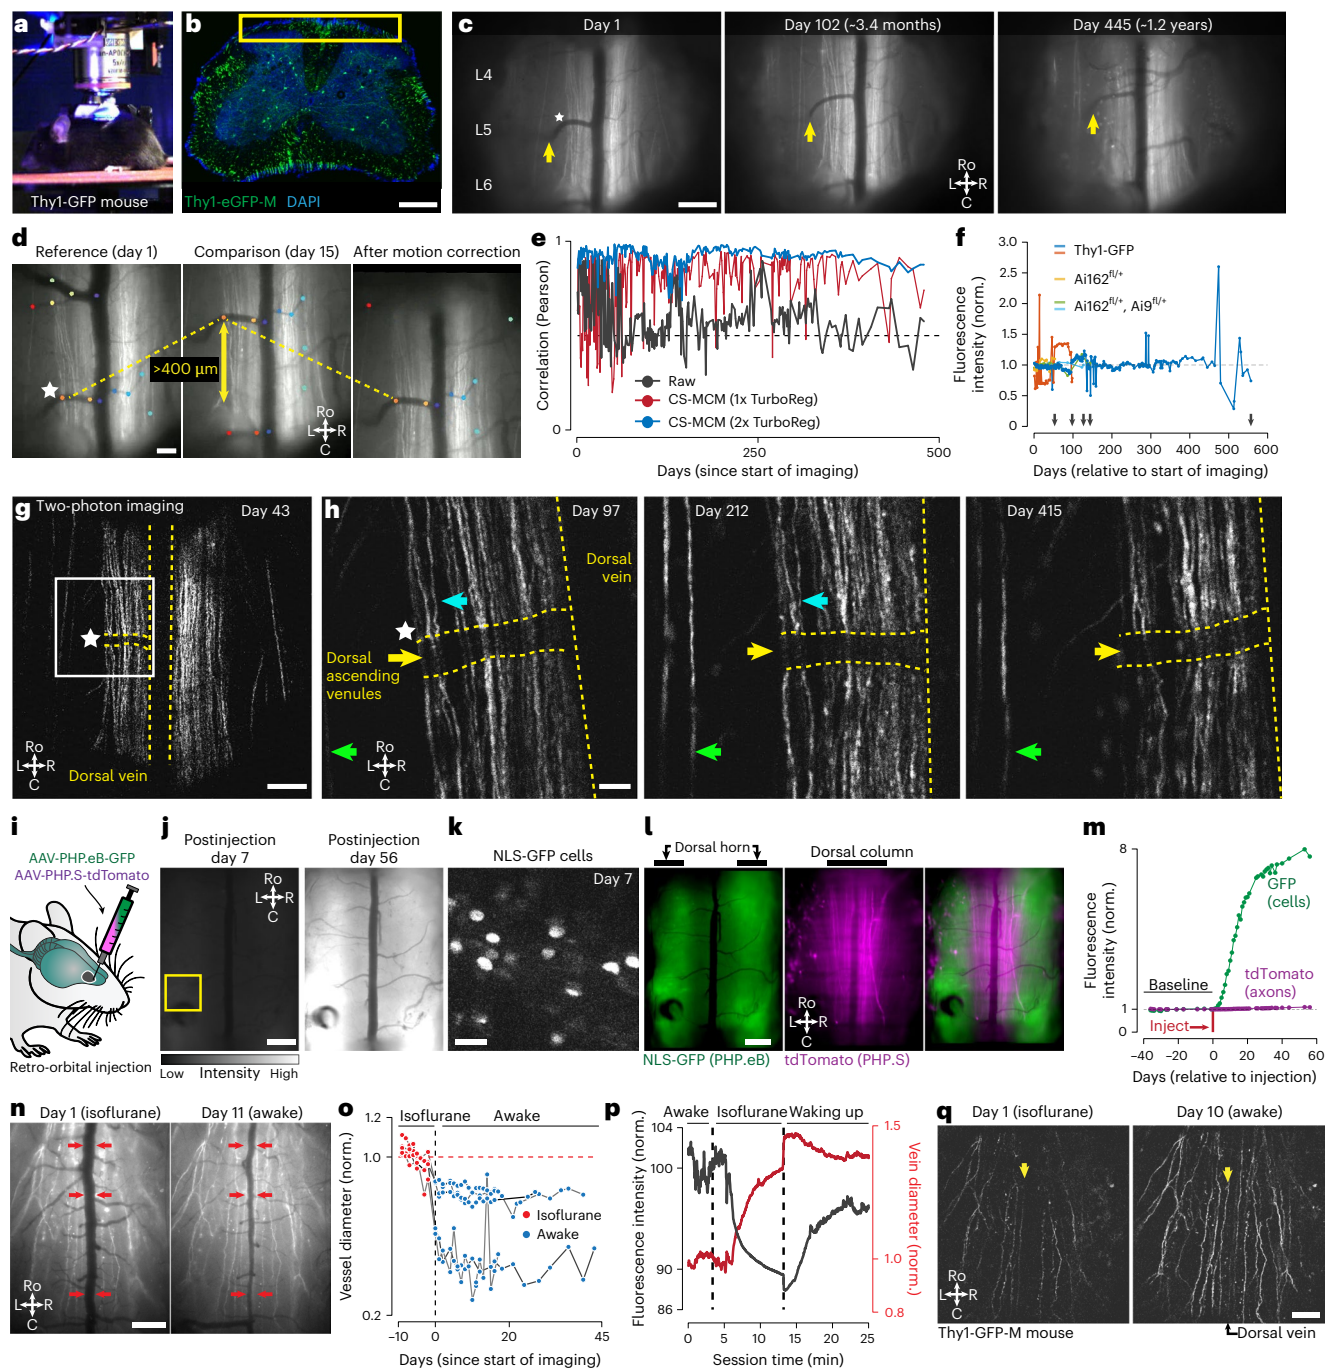 a
Thy1-GFP mouse
b
Thy1-eGFP-M DAPI
c
Day 1
Day 102 (~3.4 months)
Day 445 (~1.2 years)
L4
L5
L6
Ro
L R
C
d
Reference (day 1)
Comparison (day 15)
After motion correction
>400 µm
Ro
L R
C
e
Correlation (Pearson)
1
0
Raw
CS-MCM (1x TurboReg)
CS-MCM (2x TurboReg)
0 250 500
Days (since start of imaging)
f
Fluorescence
intensity (norm.)
3.0
2.5
2.0
1.5
1.0
0.5
0
Thy1-GFP
Ai162fl/+
Ai162fl/+, Ai9fl/+
0 100 200 300 400 500 600
Days (relative to start of imaging)
g
Two-photon imaging
Day 43
Ro
L R
C
Dorsal vein
h
Day 97
Dorsal
vein
Dorsal
ascending
venules
Ro
L R
C
Day 212
Day 415
i
AAV-PHP.eB-GFP
AAV-PHP.S-tdTomato
Retro-orbital injection
j
Postinjection
day 7
Postinjection
day 56
Ro
L R
C
Low Intensity High
k
NLS-GFP cells
Day 7
l
Dorsal horn
Dorsal column
Ro
L R
C
NLS-GFP (PHP.eB)
tdTomato (PHP.S)
m
Fluorescence
intensity (norm.)
8
1
0
GFP
(cells)
tdTomato
(axons)
Baseline
Inject
−40 −20 0 20 40 60
Days (relative to injection)
n
Day 1 (isoflurane)
Day 11 (awake)
Ro
L R
C
o
Vessel diameter (norm.)
1.2
1.0
0.2
Isoflurane
Awake
Isoflurane
Awake
−10 0 20 45
Days (since start of imaging)
p
Awake
Isoflurane
Waking up
Fluorescence intensity (norm.)
104
100
90
86
Vein diameter (norm.)
1.5
1.0
0.8
0 5 10 15 20 25
Session time (min)
q
Day 1 (isoflurane)
Day 10 (awake)
Ro
L R
C
Thy1-GFP-M mouse
Dorsal vein